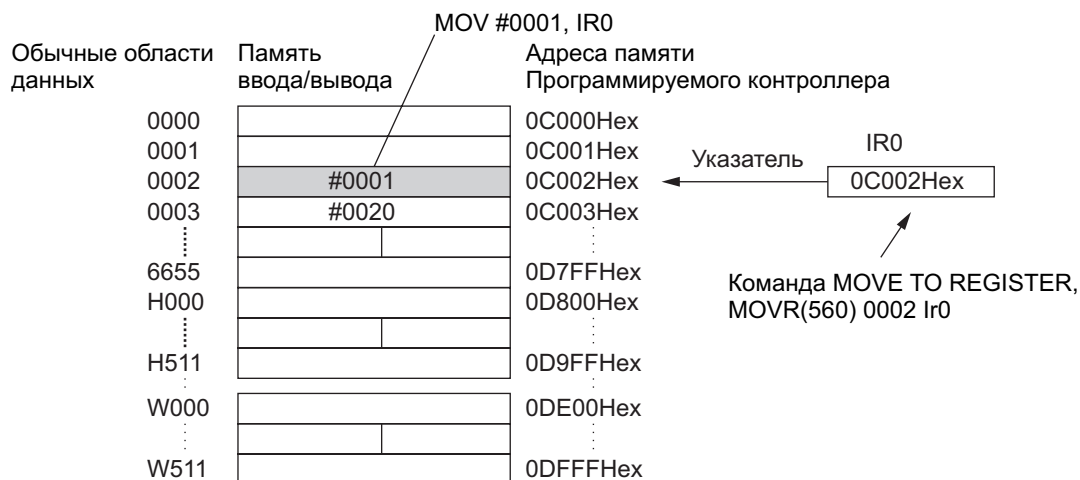 MOV #0001, IR0
Обычные области данных
Память ввода/вывода
Адреса памяти
Программируемого контроллера
0000 0C000Hex
0001 0C001Hex
0002 #0001 0C002Hex
0003 #0020 0C003Hex
6655 0D7FFHex
H000 0D800Hex
H511 0D9FFHex
W000 0DE00Hex
W511 0DFFFHex
Указатель
IR0
0C002Hex
Команда MOVE TO REGISTER,
MOVR(560) 0002 Ir0